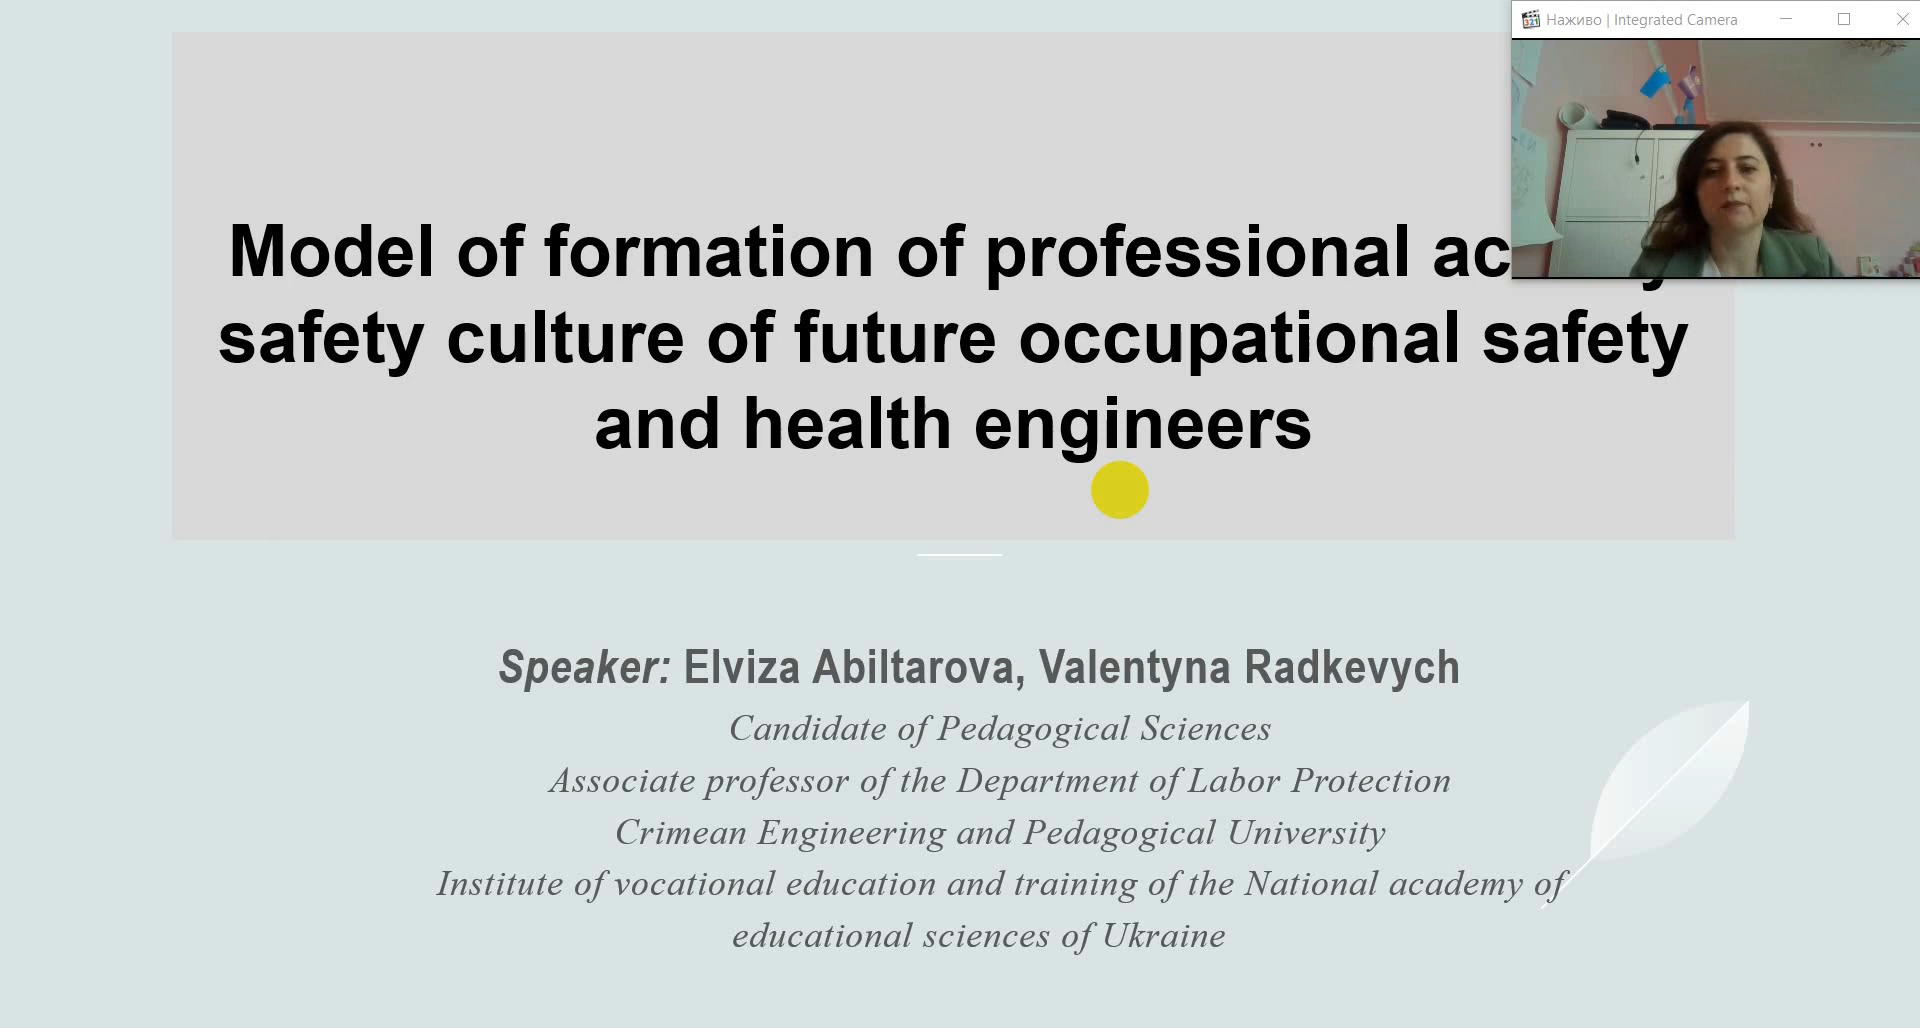 Наживо | Integrated Camera
Model of formation of professional ac
safety culture of future occupational safety
and health engineers
Speaker: Elviza Abiltarova, Valentyna Radkevych
Candidate of Pedagogical Sciences
Associate professor of the Department of Labor Protection
Crimean Engineering and Pedagogical University
Institute of vocational education and training of the National academy of
educational sciences of Ukraine